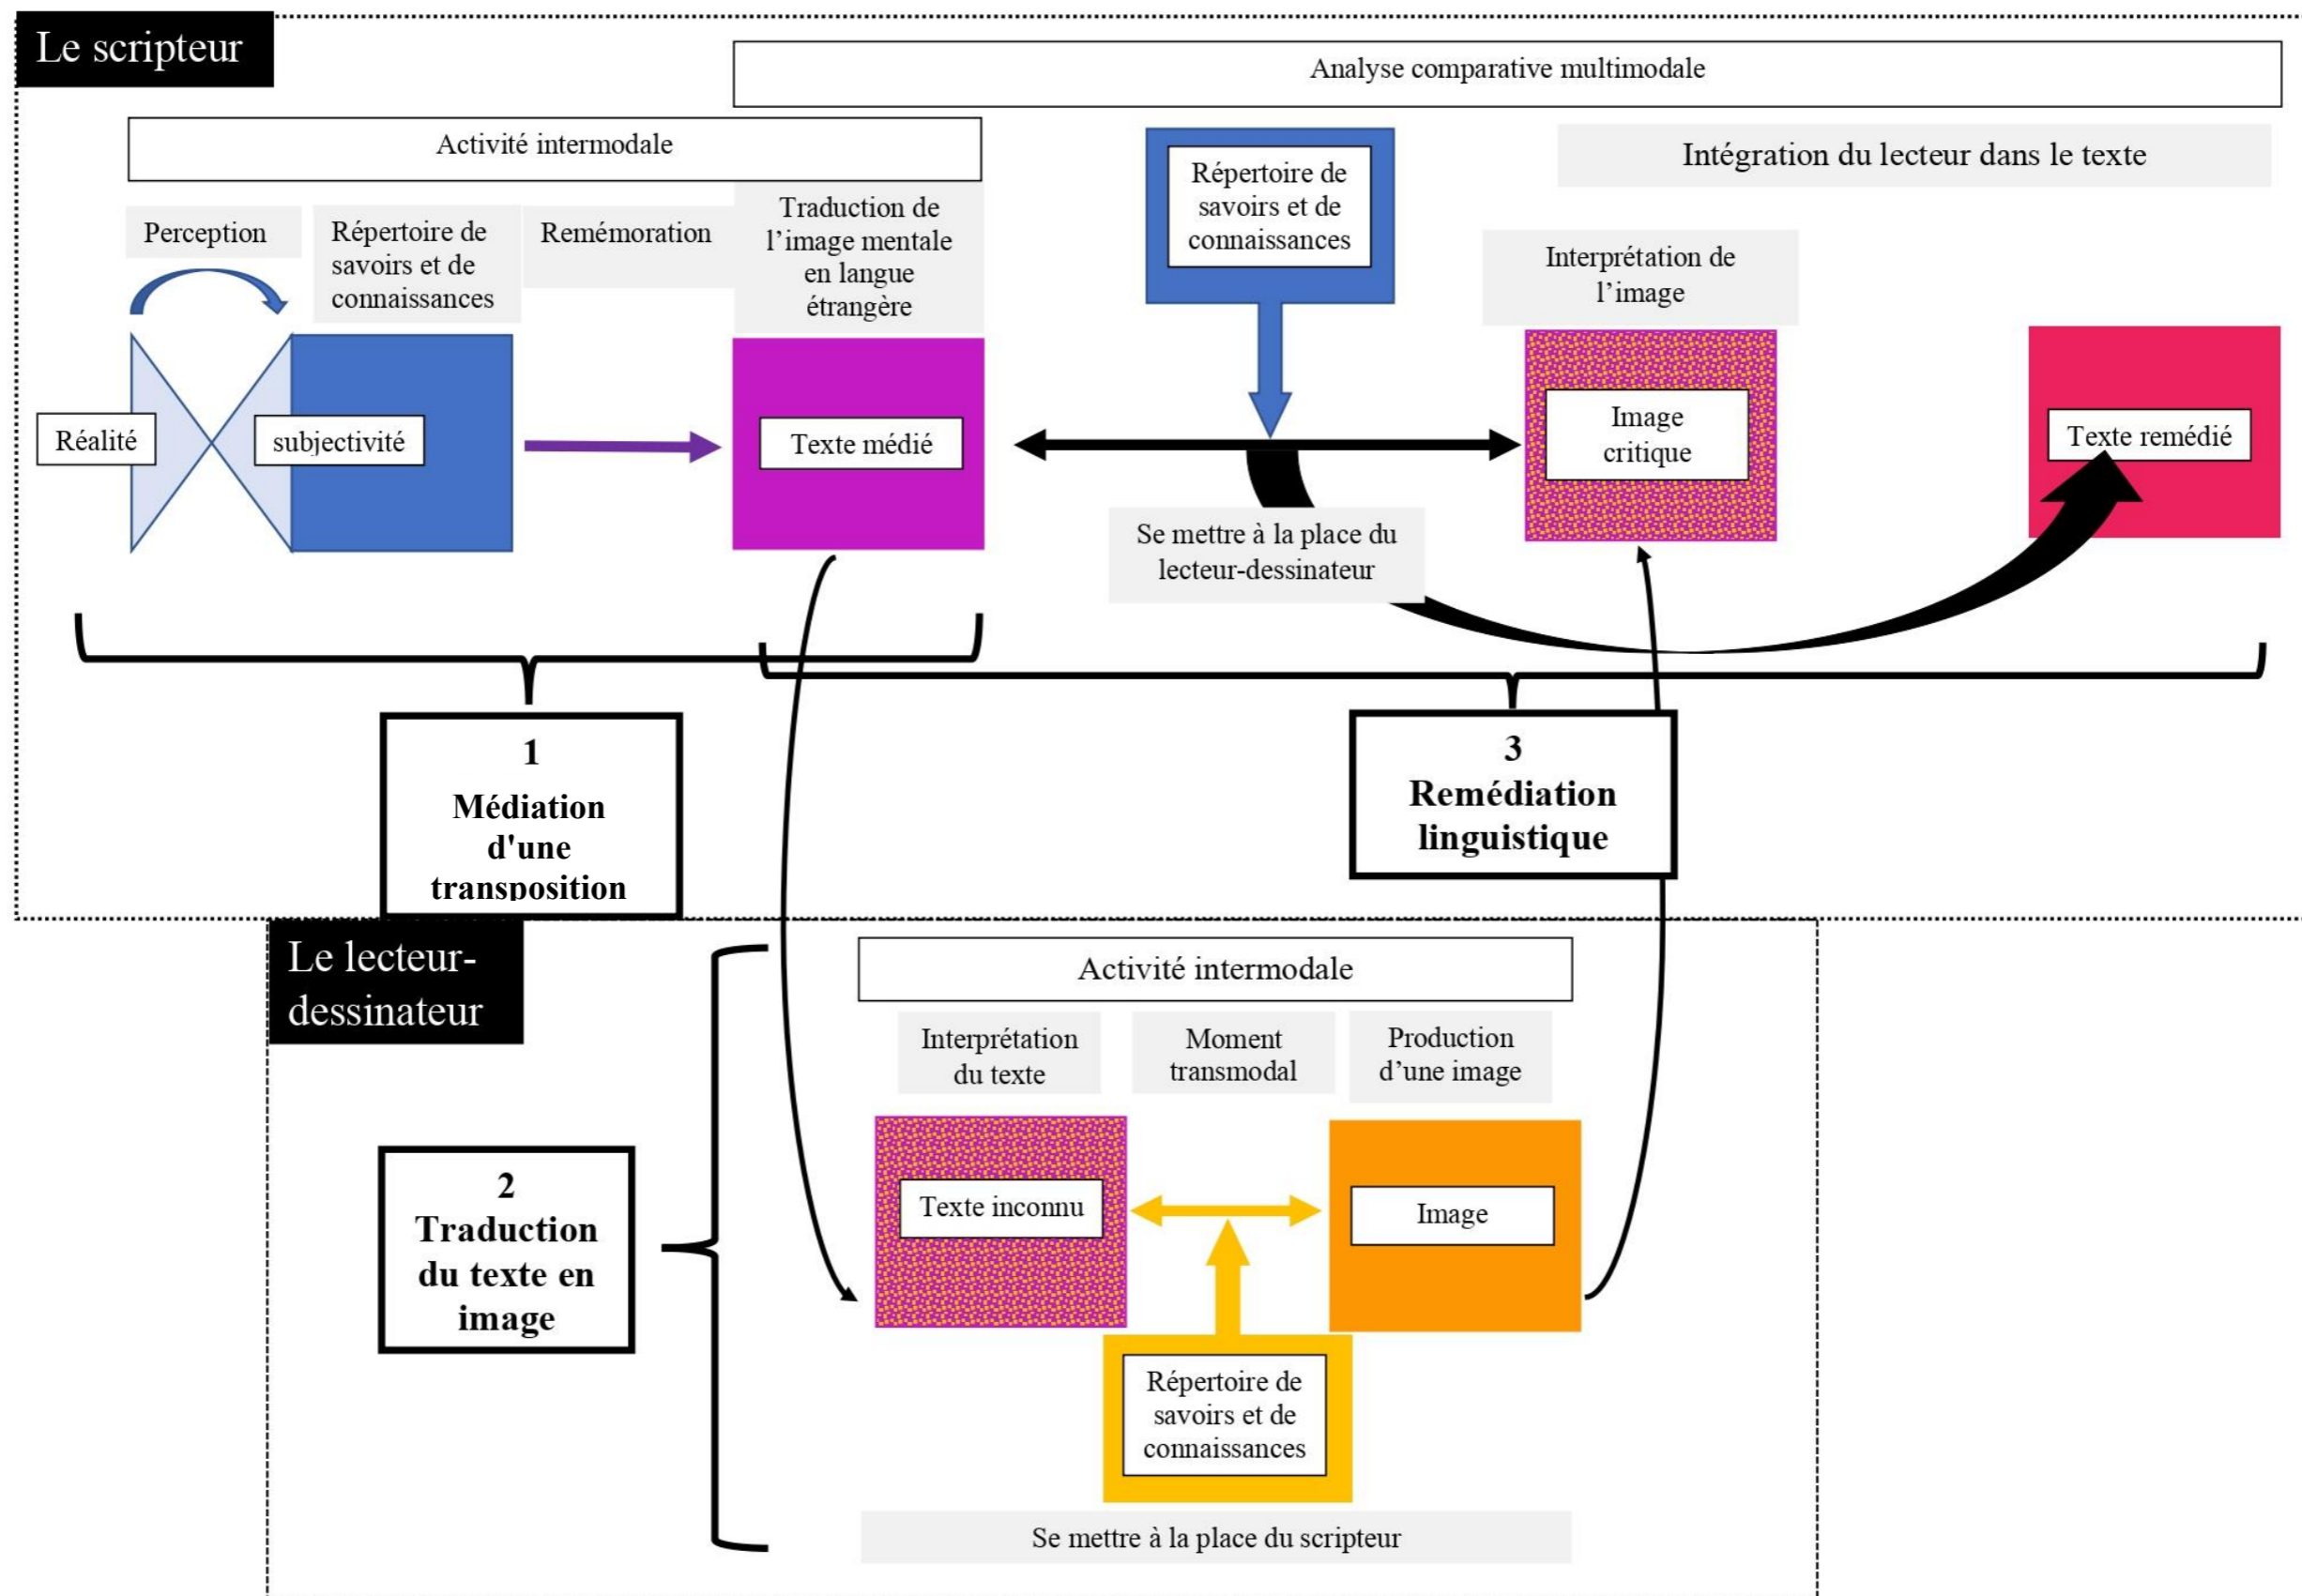 Le scripteur
Analyse comparative multimodale
Activité intermodale
Perception
Répertoire de
savoirs et de
connaissances
Remémoration
Traduction de
l’image mentale
en langue
étrangère
Répertoire de
savoirs et de
connaissances
Intégration du lecteur dans le texte
Interprétation de
l’image
Réalité
subjectivité
Texte médié
Image
critique
Texte remédié
Se mettre à la place du
lecteur-dessinateur
1
Médiation
d'une
transposition
3
Remédiation
linguistique
Le lecteur-
dessinateur
Activité intermodale
Interprétation
du texte
Moment
transmodal
Production
d’une image
2
Traduction
du texte en
image
Texte inconnu
Image
Répertoire de
savoirs et de
connaissances
Se mettre à la place du scripteur